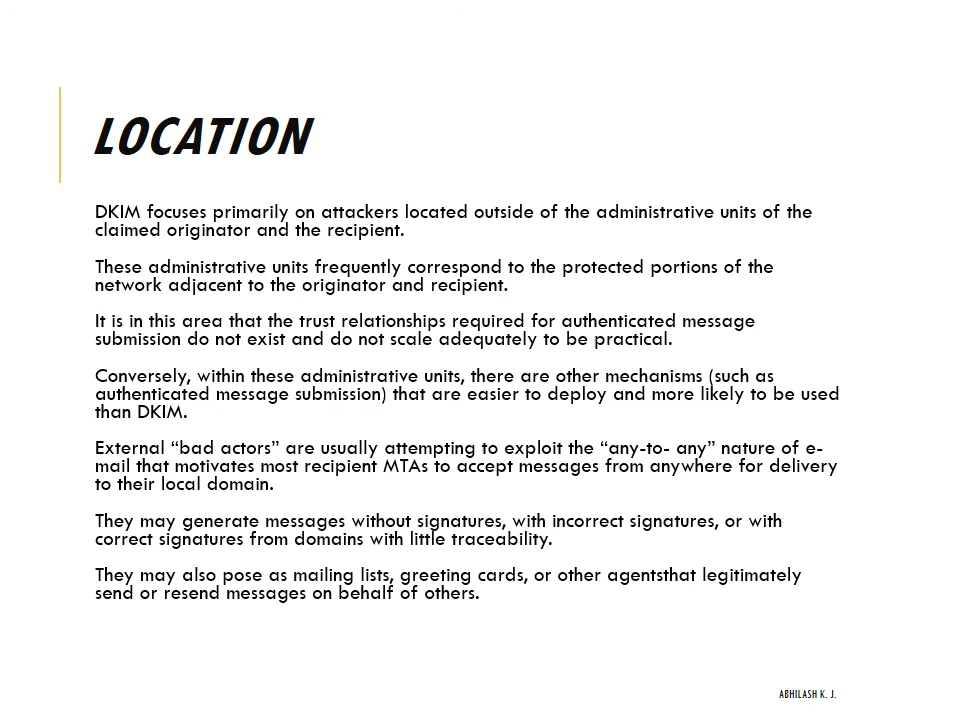 LOCATION
DKIM focuses primarily on attackers located outside of the administrative units of the
claimed originator and the recipient.
These administrative units frequently correspond to the protected portions of the
network adjacent to the originator and recipient.
It is in this area that the trust relationships required for authenticated message
submission do not exist and do not scale adequately to be practical.
Conversely, within these administrative units, there are other mechanisms (such as
authenticated message submission) that are easier to deploy and more likely to be used
than DKIM.
External “bad actors” are usually attempting to exploit the “any-to- any” nature of e-
mail that motivates most recipient MTAs to accept messages from anywhere for delivery
to their local domain.
They may generate messages without signatures, with incorrect signatures, or with
correct signatures from domains with little traceability.
They may also pose as mailing lists, greeting cards, or other agentsthat legitimately
send or resend messages on behalf of others.
ABHILASH K. J.